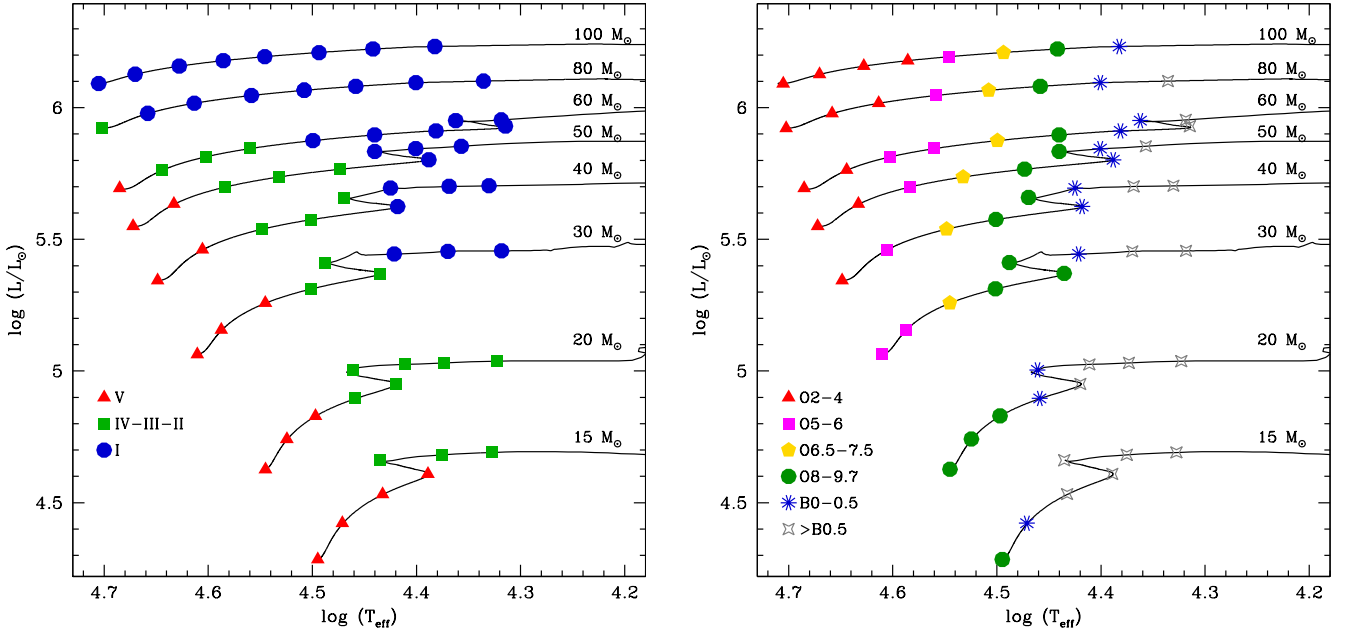 100 M⊙
80 M⊙
60 M⊙
50 M⊙
40 M⊙
30 M⊙
20 M⊙
15 M⊙
V
IV-III-II
I
6
5.5
5
4.5
4.7 4.6 4.5 4.4 4.3 4.2
log (T_eff)
log (L/L⊙)
100 M⊙
80 M⊙
60 M⊙
50 M⊙
40 M⊙
30 M⊙
20 M⊙
15 M⊙
O2-4
O5-6
O6.5-7.5
O8-9.7
B0-0.5
>B0.5
6
5.5
5
4.5
4.7 4.6 4.5 4.4 4.3 4.2
log (T_eff)
log (L/L⊙)